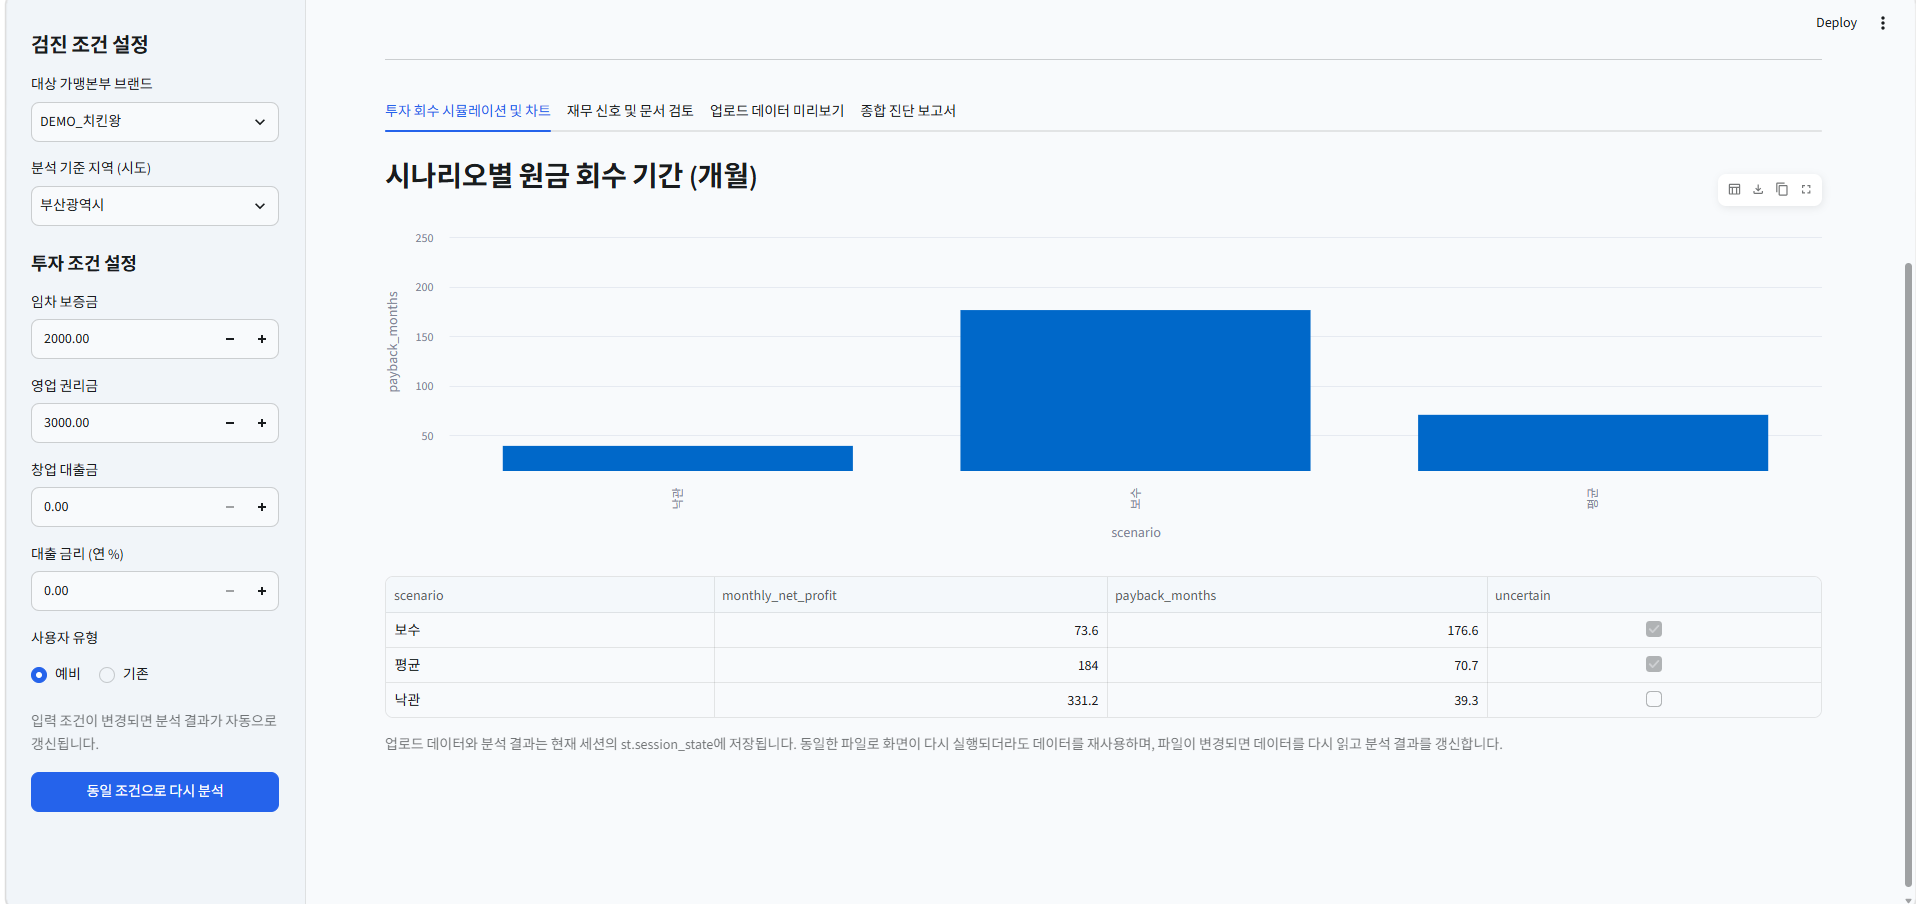 Deploy
검진 조건 설정
대상 가맹본부 브랜드
DEMO_치킨왕
분석 기준 지역 (시도)
부산광역시
투자 조건 설정
임차 보증금
2000.00
영업 권리금
3000.00
창업 대출금
0.00
대출 금리 (연 %)
0.00
사용자 유형
예비 기존
입력 조건이 변경되면 분석 결과가 자동으로
갱신됩니다.
동일 조건으로 다시 분석
투자 회수 시뮬레이션 및 차트 재무 신호 및 문서 검토 업로드 데이터 미리보기 종합 진단 보고서
시나리오별 원금 회수 기간 (개월)
250
200
150
100
50
payback_months
낙관 보수 평균
scenario
scenario monthly_net_profit payback_months uncertain
보수 73.6 176.6
평균 184 70.7
낙관 331.2 39.3
업로드 데이터와 분석 결과는 현재 세션의 st.session_state에 저장됩니다. 동일한 파일로 화면이 다시 실행되더라도 데이터를 재사용하며, 파일이 변경되면 데이터를 다시 읽고 분석 결과를 갱신합니다.